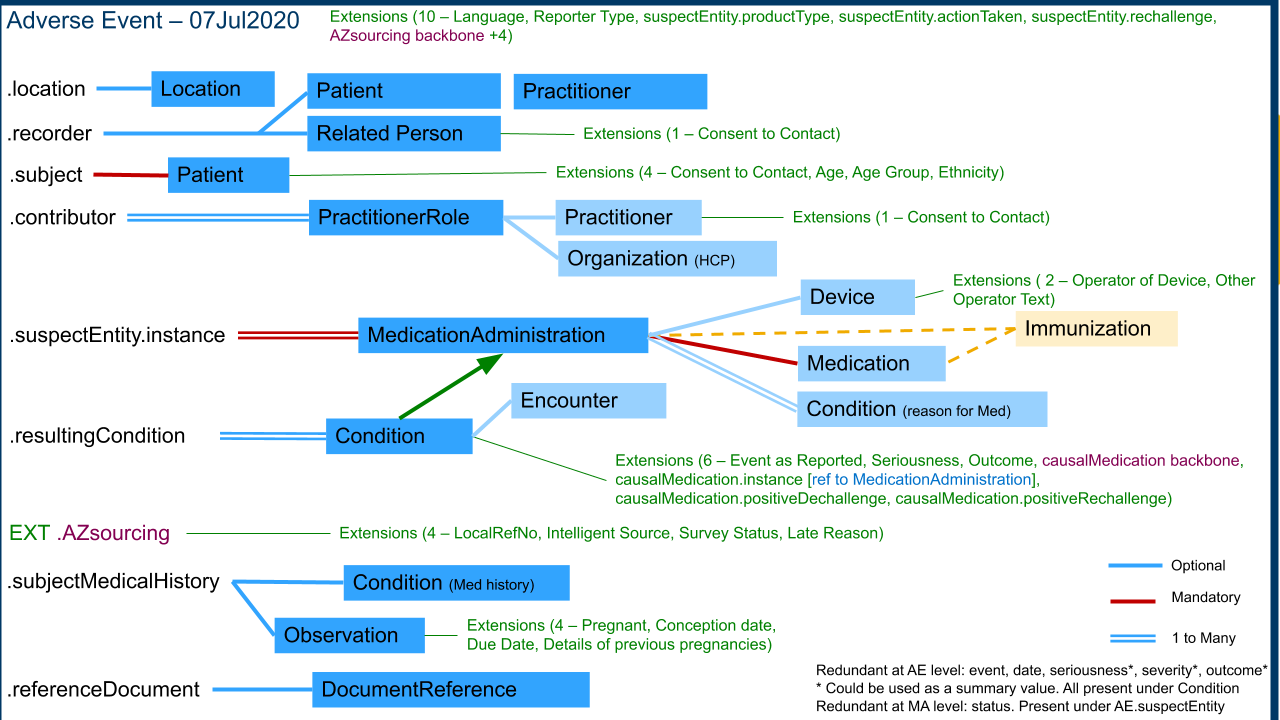 Adverse Event – 07Jul2020
Extensions (10 – Language, Reporter Type, suspectEntity.productType, suspectEntity.actionTaken, suspectEntity.rechallenge,
AZsourcing backbone +4)
.location
Location
Patient
Practitioner
.recorder
Related Person
Extensions (1 – Consent to Contact)
.subject
Patient
Extensions (4 – Consent to Contact, Age, Age Group, Ethnicity)
.contributor
PractitionerRole
Practitioner
Extensions (1 – Consent to Contact)
Organization (HCP)
Device
Extensions ( 2 – Operator of Device, Other
Operator Text)
.suspectEntity.instance
MedicationAdministration
Immunization
Medication
Encounter
Condition (reason for Med)
.resultingCondition
Condition
Extensions (6 – Event as Reported, Seriousness, Outcome, causalMedication backbone,
causalMedication.instance [ref to MedicationAdministration],
causalMedication.positiveDechallenge, causalMedication.positiveRechallenge)
EXT .AZsourcing
Extensions (4 – LocalRefNo, Intelligent Source, Survey Status, Late Reason)
.subjectMedicalHistory
Condition (Med history)
Observation
Extensions (4 – Pregnant, Conception date,
Due Date, Details of previous pregnancies)
.referenceDocument
DocumentReference
Optional
Mandatory
1 to Many
Redundant at AE level: event, date, seriousness*, severity*, outcome*
* Could be used as a summary value. All present under Condition
Redundant at MA level: status. Present under AE.suspectEntity